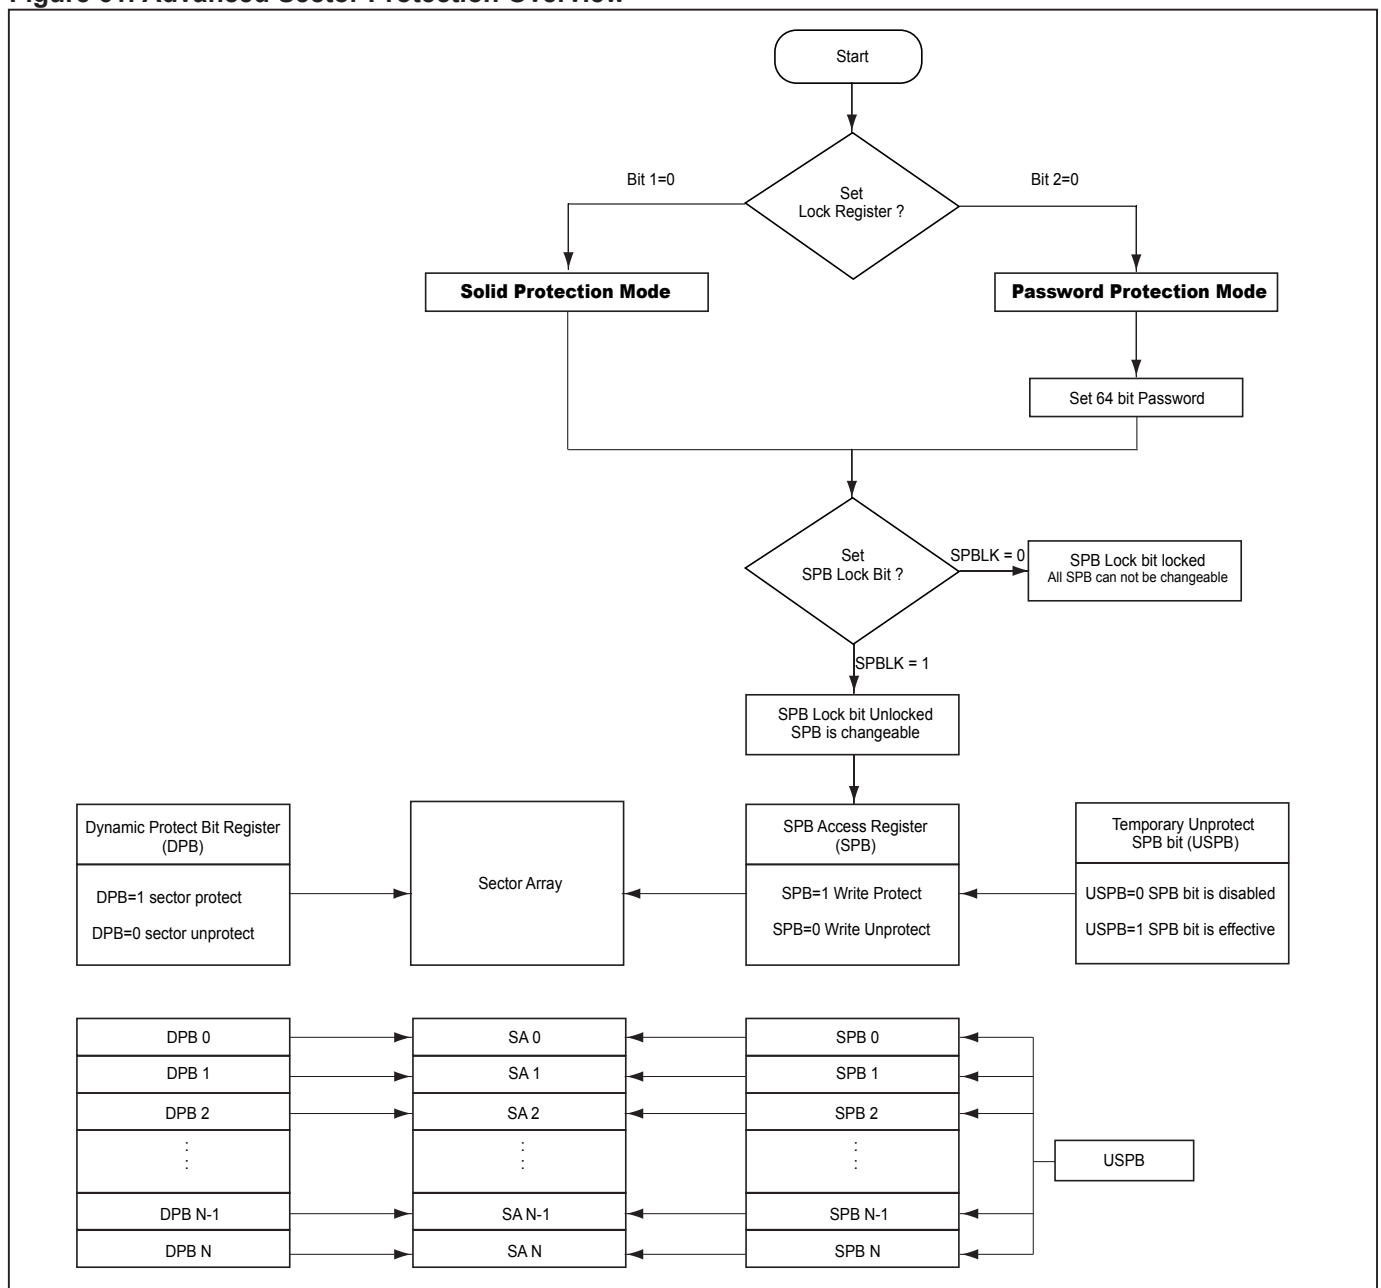 Figure Advanced Sector Protection Overview
Start
Bit 1=0
Set
Lock Register ?
Bit 2=0
Solid Protection Mode
Password Protection Mode
Set 64 bit Password
Set
SPB Lock Bit ?
SPBLK = 0
SPB Lock bit locked
All SPB can not be changeable
SPBLK = 1
SPB Lock bit Unlocked
SPB is changeable
Dynamic Protect Bit Register
(DPB)
DPB=1 sector protect
DPB=0 sector unprotect
Sector Array
SPB Access Register
(SPB)
SPB=1 Write Protect
SPB=0 Write Unprotect
Temporary Unprotect
SPB bit (USPB)
USPB=0 SPB bit is disabled
USPB=1 SPB bit is effective
DPB 0
SA 0
SPB 0
DPB 1
SA 1
SPB 1
DPB 2
SA 2
SPB 2
USPB
DPB N-1
SA N-1
SPB N-1
DPB N
SA N
SPB N